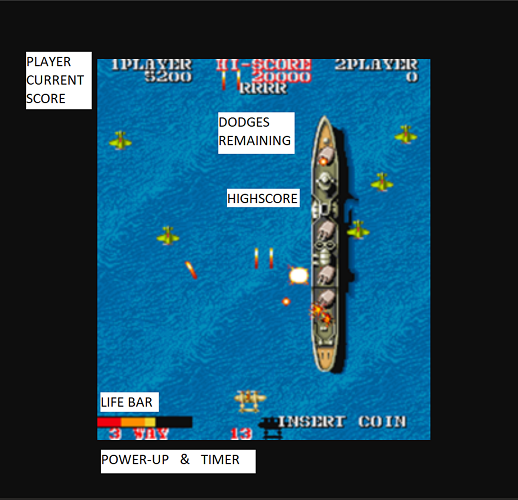 PLAYER
CURRENT
SCORE
1PLAYER HI-SCORE 2PLAYER
5200 20000 0
RRRR
DODGES
REMAINING
HIGHSCORE
LIFE BAR
INSERT COIN
3 WAY 13
POWER-UP & TIMER